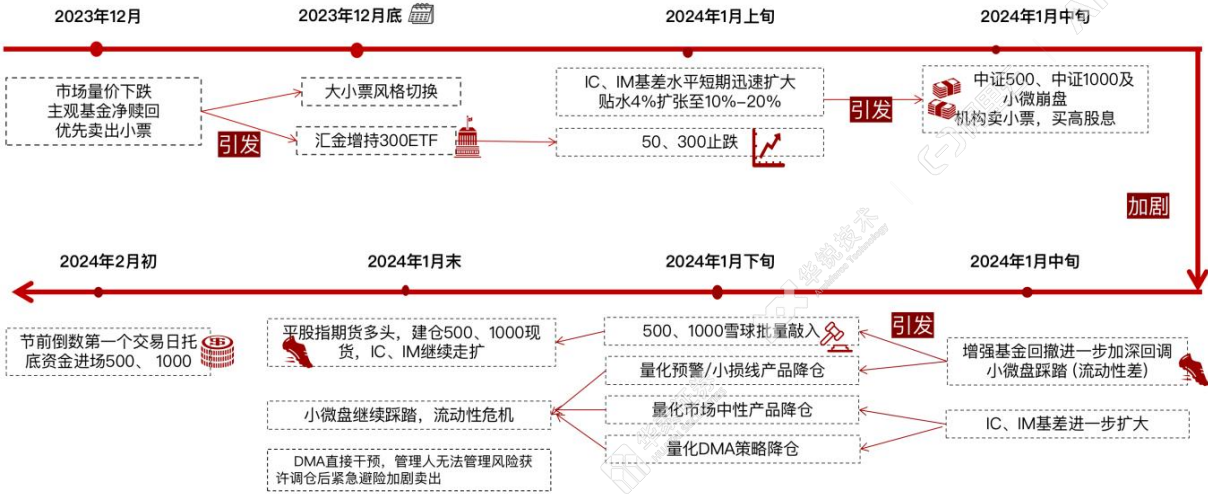 2023年12月
2023年12月底
2024年1月上旬
2024年1月中旬
市场量价下跌
主观基金净赎回
优先卖出小票
引发
大小票风格切换
汇金增持300ETF
IC、IM基差水平短期迅速扩大
贴水4%扩张至10%-20%
50、300止跌
引发
中证500、中证1000及
小微崩盘
机构卖小票，买高股息
加剧
2024年2月初
2024年1月末
2024年1月下旬
2024年1月中旬
节前倒数第一个交易日托
底资金进场500、1000
平股指期货多头，建仓500、1000现
货，IC、IM继续走扩
小微盘继续踩踏，流动性危机
DMA直接干预，管理人无法管理风险获
许调仓后紧急避险加剧卖出
500、1000雪球批量敲入
量化预警/小损线产品降仓
量化市场中性产品降仓
量化DMA策略降仓
引发
增强基金回撤进一步加深回调
小微盘踩踏（流动性差）
IC、IM基差进一步扩大
华锐技术